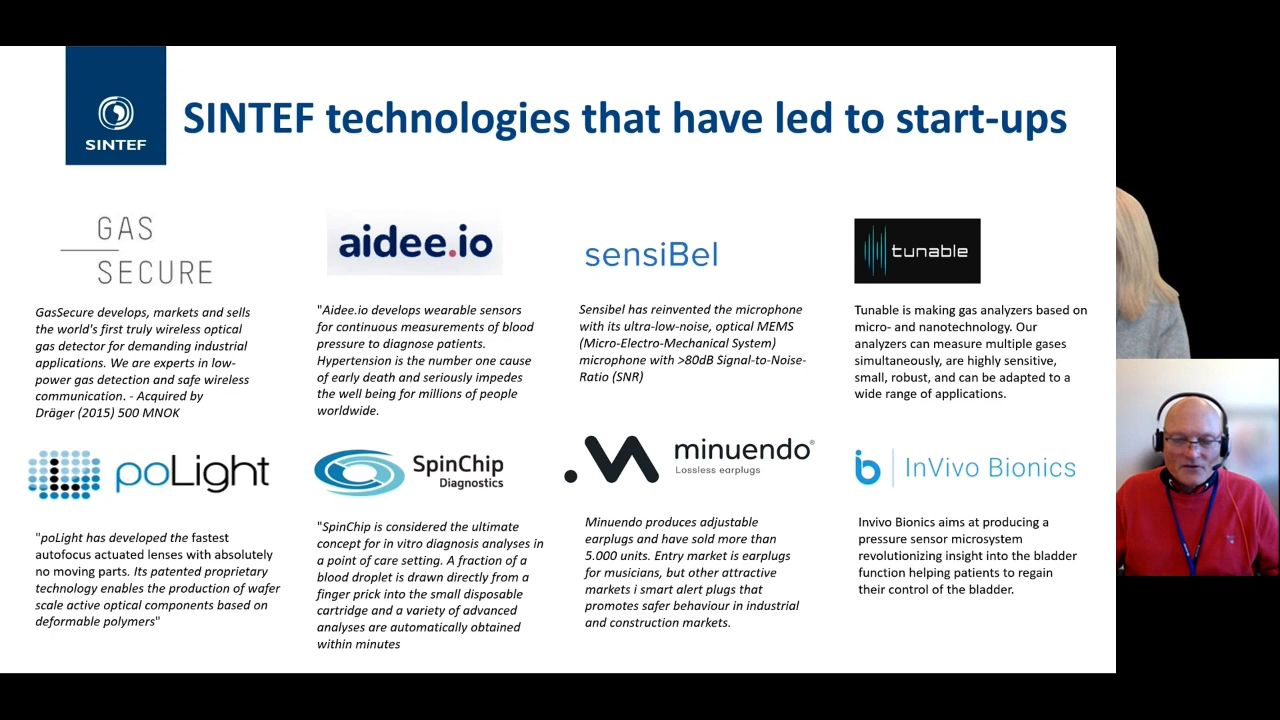 SINTEF
SINTEF technologies that have led to start-ups
GAS
SECURE
GasSecure develops, markets and sells
the world's first truly wireless optical
gas detector for demanding industrial
applications. We are experts in low-
power gas detection and safe wireless
communication. - Acquired by
Dräger (2015) 500 MNOK
aidee.io
"Aidee.io develops wearable sensors
for continuous measurements of blood
pressure to diagnose patients.
Hypertension is the number one cause
of early death and seriously impedes
the well being for millions of people
worldwide.
sensiBel
Sensibel has reinvented the microphone
with its ultra-low-noise, optical MEMS
(Micro-Electro-Mechanical System)
microphone with >80dB Signal-to-Noise-
Ratio (SNR)
tunable
Tunable is making gas analyzers based on
micro- and nanotechnology. Our
analyzers can measure multiple gases
simultaneously, are highly sensitive,
small, robust, and can be adapted to a
wide range of applications.
poLight
"poLight has developed the fastest
autofocus actuated lenses with absolutely
no moving parts. Its patented proprietary
technology enables the production of wafer
scale active optical components based on
deformable polymers"
SpinChip
Diagnostics
"SpinChip is considered the ultimate
concept for in vitro diagnosis analyses in
a point of care setting. A fraction of a
blood droplet is drawn directly from a
finger prick into the small disposable
cartridge and a variety of advanced
analyses are automatically obtained
within minutes
minuendo®
Lossless earplugs
Minuendo produces adjustable
earplugs and have sold more than
5.000 units. Entry market is earplugs
for musicians, but other attractive
markets i smart alert plugs that
promotes safer behaviour in industrial
and construction markets.
InVivo Bionics
Invivo Bionics aims at producing a
pressure sensor microsystem
revolutionizing insight into the bladder
function helping patients to regain
their control of the bladder.